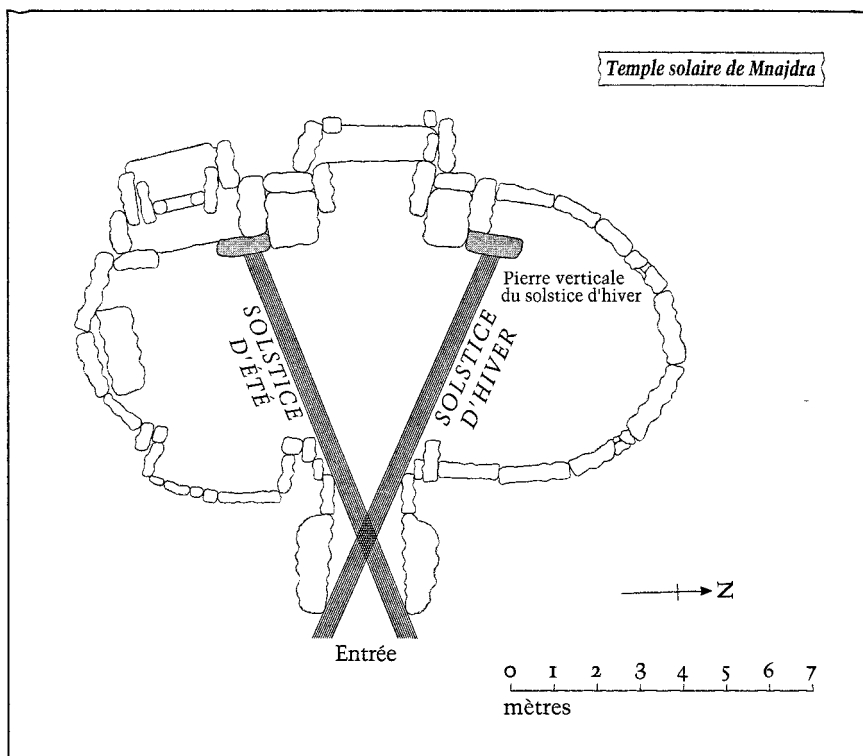 Temple solaire de Mnajdra
Pierre verticale
du solstice d'hiver
SOLSTICE
D'ÉTÉ
SOLSTICE
D'HIVER
N
Entrée
0 1 2 3 4 5 6 7
mètres